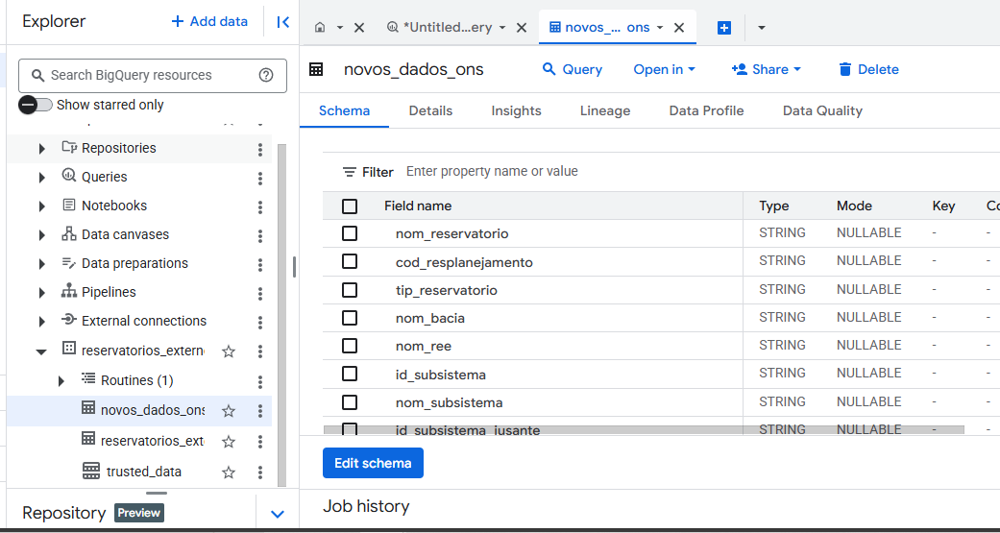 Explorer
+ Add data
*Untitled...ery
novos_... ons
Search BigQuery resources
Show starred only
Repositories
Queries
Notebooks
Data canvases
Data preparations
Pipelines
External connections
reservatorios_extern
Routines (1)
novos_dados_ons
reservatorios_ext
trusted_data
Repository Preview
novos_dados_ons
Query
Open in
Share
Delete
Schema Details Insights Lineage Data Profile Data Quality
Filter Enter property name or value
Field name Type Mode Key Co
nom_reservatorio STRING NULLABLE - -
cod_resplanejamento STRING NULLABLE - -
tip_reservatorio STRING NULLABLE - -
nom_bacia STRING NULLABLE - -
nom_ree STRING NULLABLE - -
id_subsistema STRING NULLABLE - -
nom_subsistema STRING NULLABLE - -
id_subsistema_jusante STRING NULLABLE - -
Edit schema
Job history